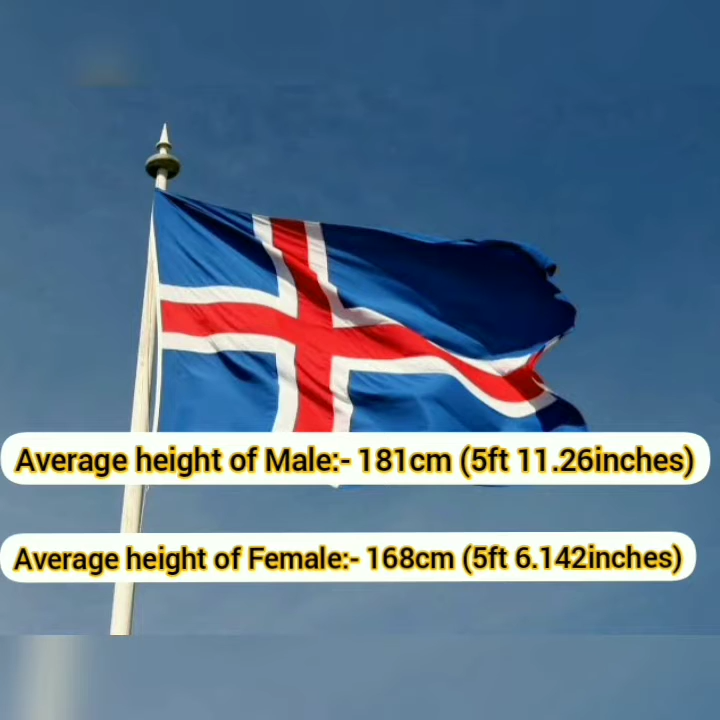 Average height of Male:- 181cm (5ft 11.26inches)
Average height of Female:- 168cm (5ft 6.142inches)